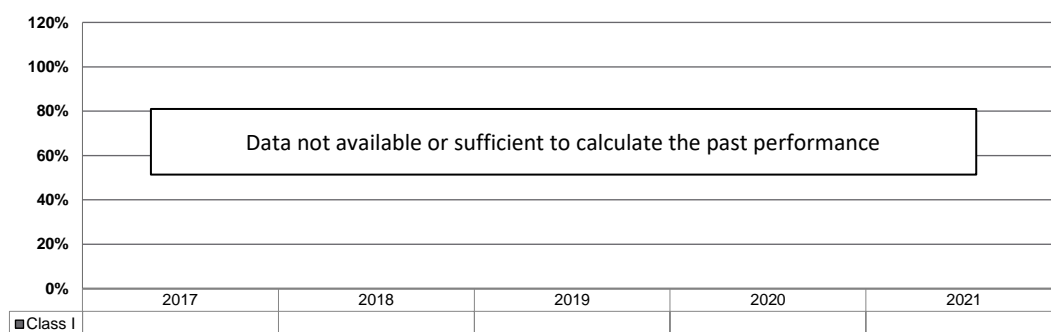 120%
100%
80%
Data not available or sufficient to calculate the past performance
60%
40%
20%
0%
2017 2018 2019 2020 2021
Class I